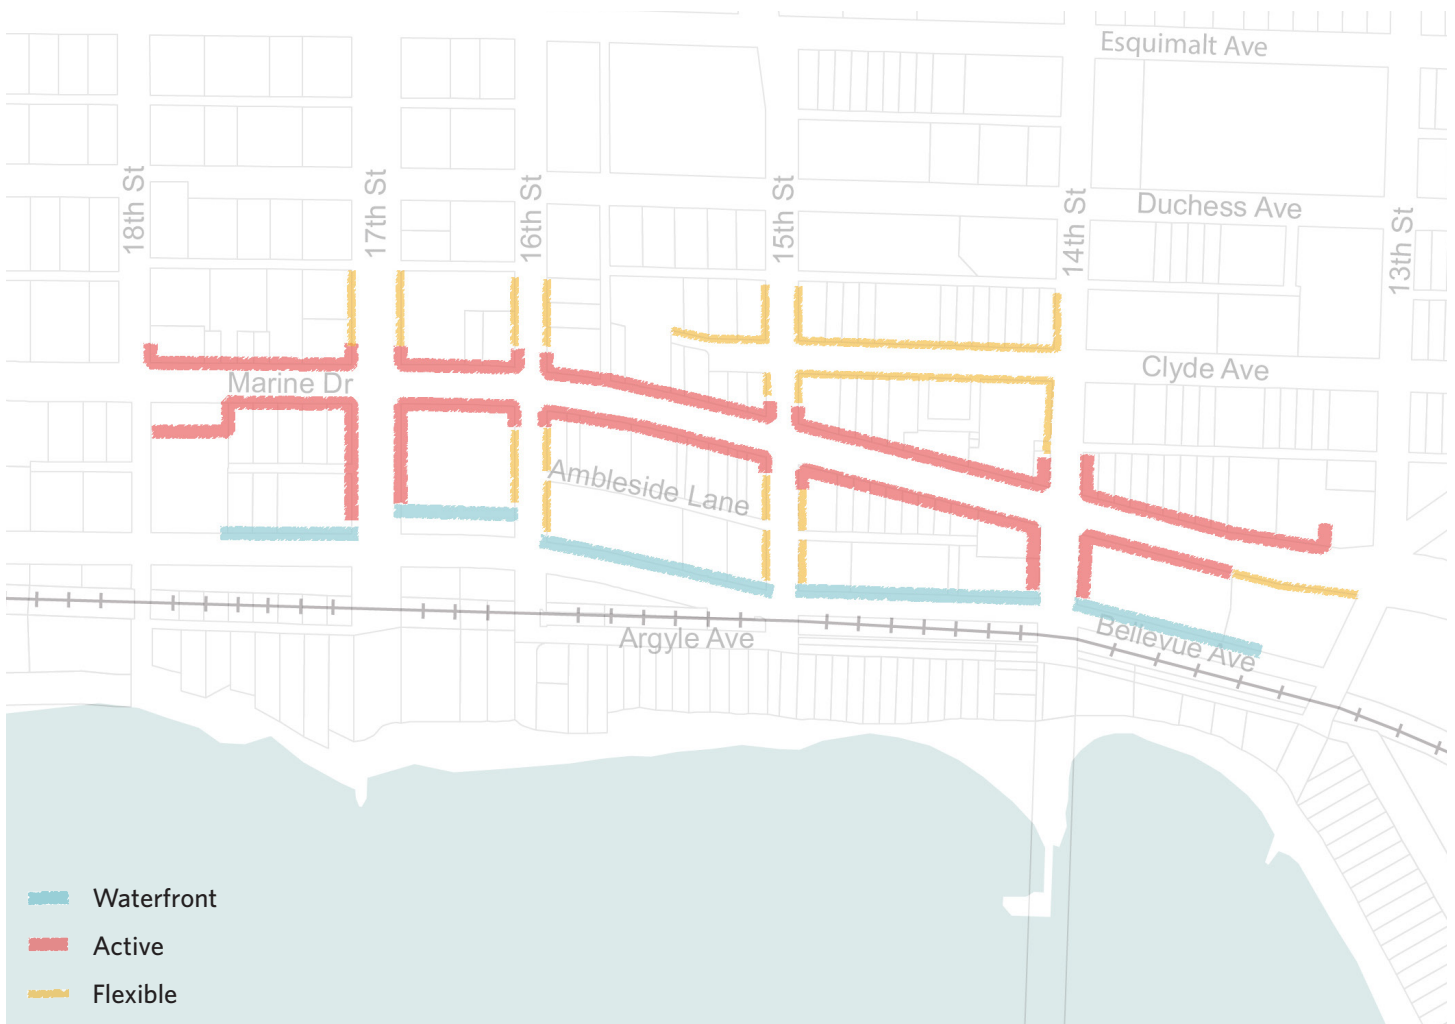 Esquimalt Ave
18th St
17th St
16th St
15th St
14th St
Duchess Ave
13th St
Marine Dr
Clyde Ave
Ambleside Lane
Argyle Ave
Bellevue Ave
Waterfront
Active
Flexible